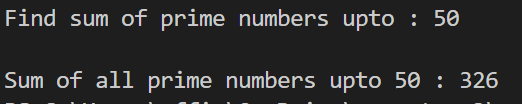 Find sum of prime numbers upto : 50
Sum of all prime numbers upto 50 : 326